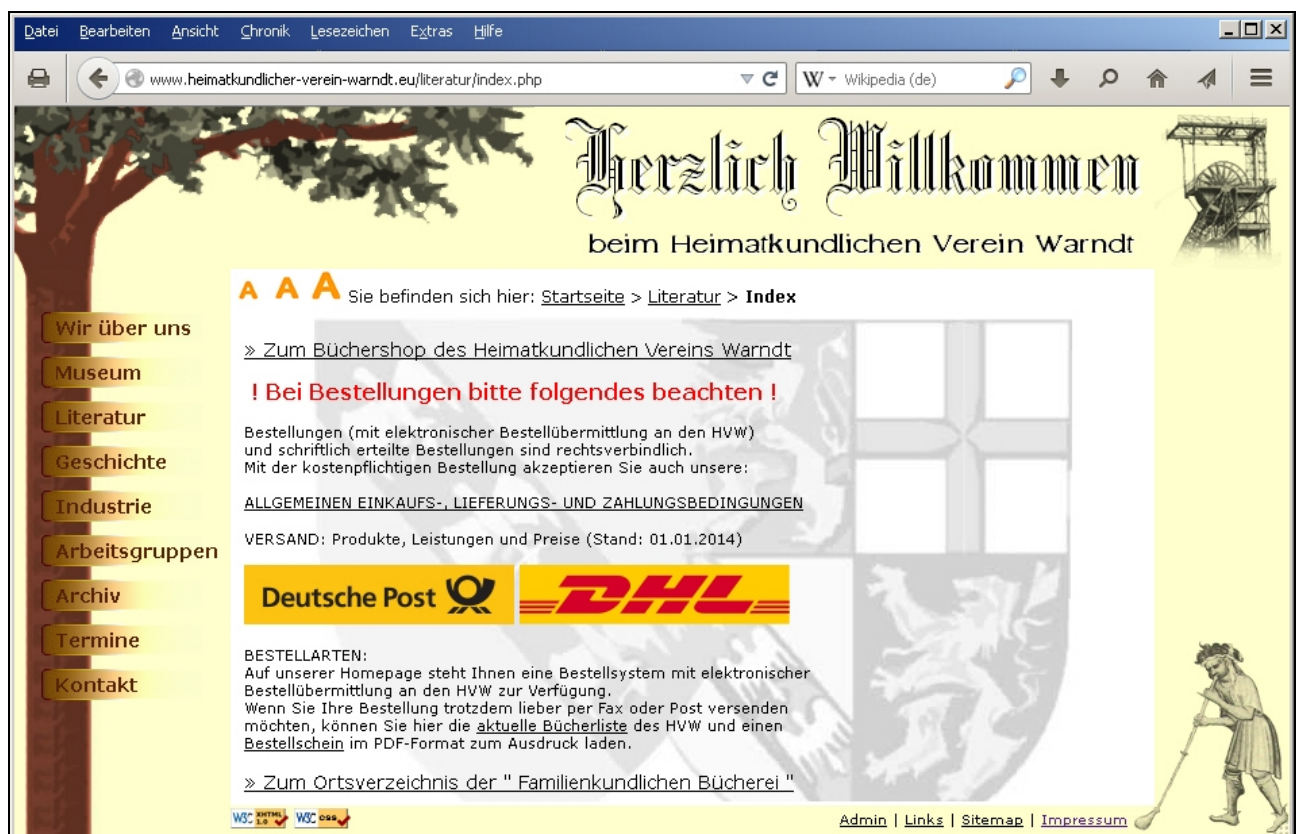 Datei Bearbeiten Ansicht Chronik Lesezeichen Extras Hilfe
www.heimatkundlicher-verein-warndt.eu/literatur/index.php
W Wikipedia (de)
Herzlich Willkommen
beim Heimatkundlichen Verein Warndt
A A A Sie befinden sich hier: Startseite > Literatur > Index
Wir über uns
Museum
Literatur
Geschichte
Industrie
Arbeitsgruppen
Archiv
Termine
Kontakt
» Zum Büchershop des Heimatkundlichen Vereins Warndt
! Bei Bestellungen bitte folgendes beachten !
Bestellungen (mit elektronischer Bestellübermittlung an den HVW)
und schriftlich erteilte Bestellungen sind rechtsverbindlich.
Mit der kostenpflichtigen Bestellung akzeptieren Sie auch unsere:
ALLGEMEINEN EINKAUFS-, LIEFERUNGS- UND ZAHLUNGSBEDINGUNGEN
VERSAND: Produkte, Leistungen und Preise (Stand: 01.01.2014)
Deutsche Post DHL
BESTELLARTEN:
Auf unserer Homepage steht Ihnen eine Bestellsystem mit elektronischer
Bestellübermittlung an den HVW zur Verfügung.
Wenn Sie Ihre Bestellung trotzdem lieber per Fax oder Post versenden
möchten, können Sie hier die aktuelle Bücherliste des HVW und einen
Bestellschein im PDF-Format zum Ausdruck laden.
» Zum Ortsverzeichnis der " Familienkundlichen Bücherei "
W3C XHTML 1.0 W3C css
Admin | Links | Sitemap | Impressum